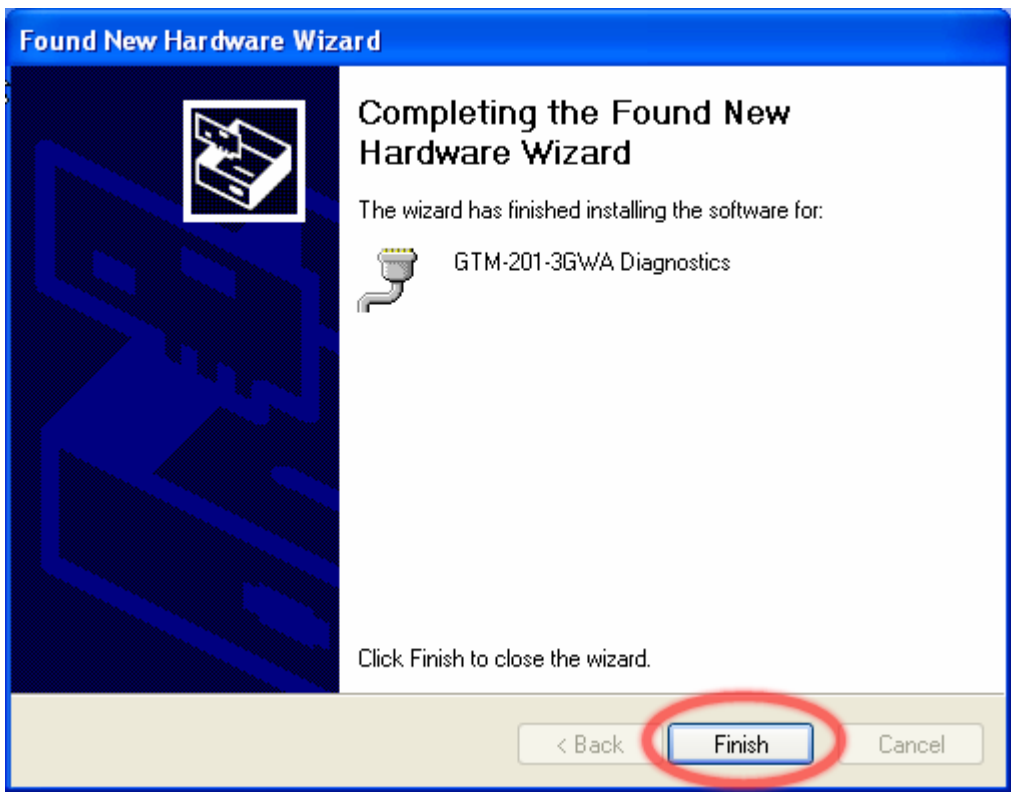 Found New Hardware Wizard
Completing the Found New
Hardware Wizard
The wizard has finished installing the software for:
GTM-201-3GWA Diagnostics
Click Finish to close the wizard.
< Back
Finish
Cancel